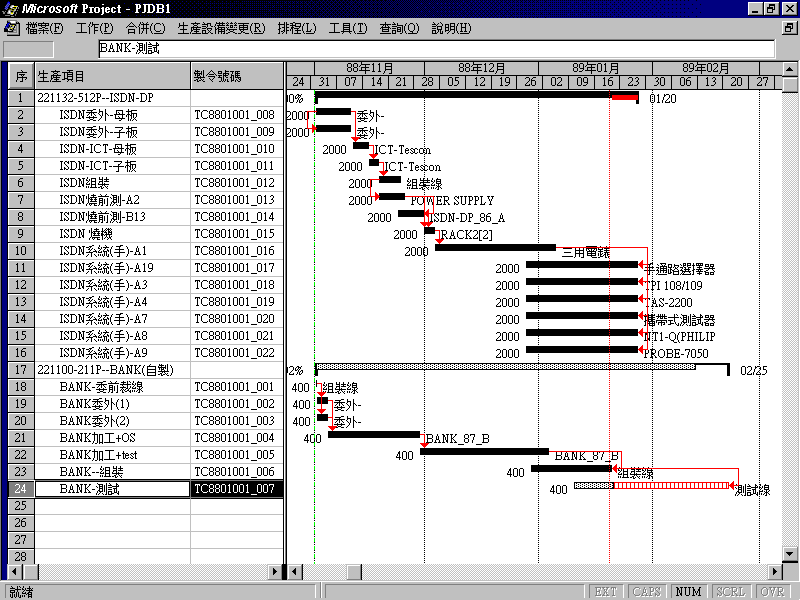 Microsoft Project - PJDB1
檔案(F) 工作(P) 合併(C) 生產設備變更(R) 排程(L) 工具(T) 查詢(Q) 說明(H)
BANK-測試
序 生產項目 製令號碼
88年11月 88年12月 89年01月 89年02月
24 31 07 14 21 28 05 12 19 26 02 09 16 23 30 06 13 20 27
1 221132-512P--ISDN-DP 00% 01/20
2 ISDN委外-母板 TC8801001_008 2000 委外-
3 ISDN委外-子板 TC8801001_009 2000 委外-
4 ISDN-ICT-母板 TC8801001_010 2000 ICT-Tescon
5 ISDN-ICT-子板 TC8801001_011 2000 ICT-Tescon
6 ISDN組裝 TC8801001_012 2000 組裝線
7 ISDN燒前測-A2 TC8801001_013 2000 POWER SUPPLY
8 ISDN燒前測-B13 TC8801001_014 2000 ISDN-DP_86_A
9 ISDN 燒機 TC8801001_015 2000 RACK2[2]
10 ISDN系統(手)-A1 TC8801001_016 2000 三用電錶
11 ISDN系統(手)-A19 TC8801001_017 2000 手通路選擇器
12 ISDN系統(手)-A3 TC8801001_018 2000 TPI 108/109
13 ISDN系統(手)-A4 TC8801001_019 2000 TAS-2200
14 ISDN系統(手)-A7 TC8801001_020 2000 攜帶式測試器
15 ISDN系統(手)-A8 TC8801001_021 2000 NT1-Q(PHILIP
16 ISDN系統(手)-A9 TC8801001_022 2000 PROBE-7050
17 221100-211P--BANK(自製) 02% 02/25
18 BANK-委前裁線 TC8801001_001 400 組裝線
19 BANK委外(1) TC8801001_002 400 委外-
20 BANK委外(2) TC8801001_003 400 委外-
21 BANK加工+OS TC8801001_004 400 BANK_87_B
22 BANK加工+test TC8801001_005 400 BANK_87_B
23 BANK--組裝 TC8801001_006 400 組裝線
24 BANK-測試 TC8801001_007 400 測試線
25
26
27
28
就緒 EXT CAPS NUM SCRL OVR